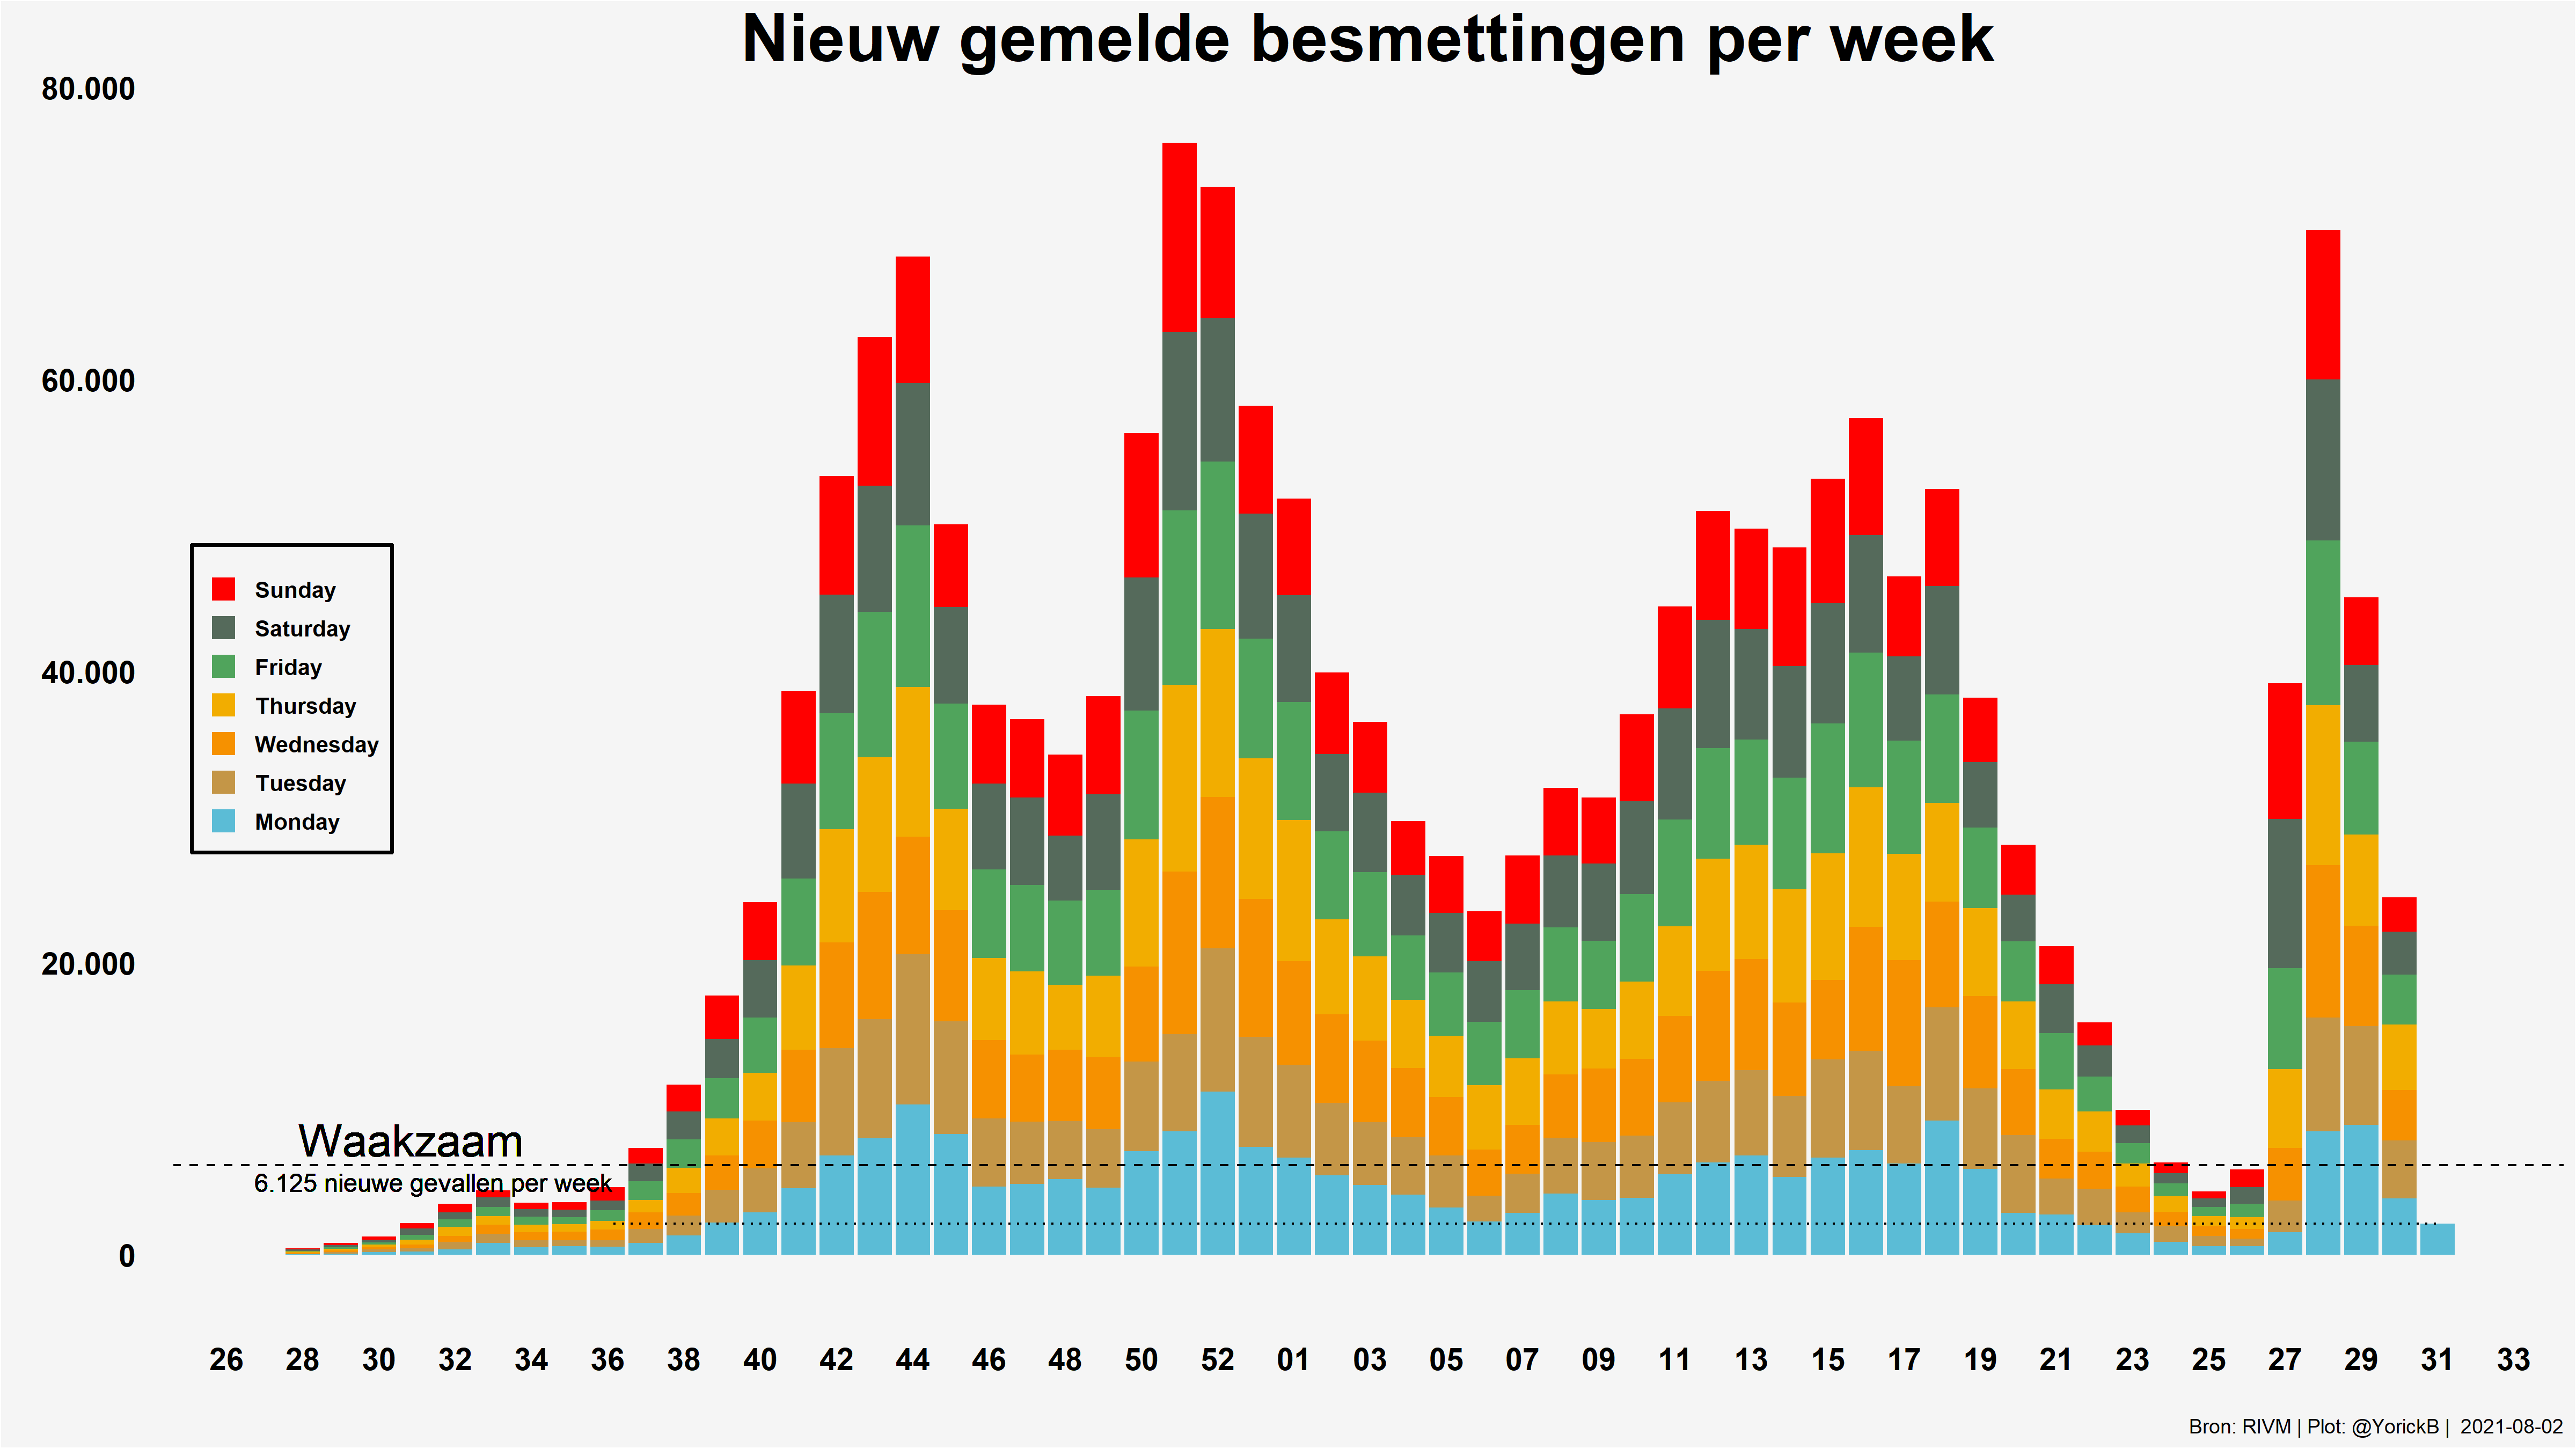 Nieuw gemelde besmettingen per week
80.000
60.000
40.000
20.000
0
Sunday
Saturday
Friday
Thursday
Wednesday
Tuesday
Monday
Waakzaam
6.125 nieuwe gevallen per week
26 28 30 32 34 36 38 40 42 44 46 48 50 52 01 03 05 07 09 11 13 15 17 19 21 23 25 27 29 31 33
Bron: RIVM | Plot: @YorickB | 2021-08-02